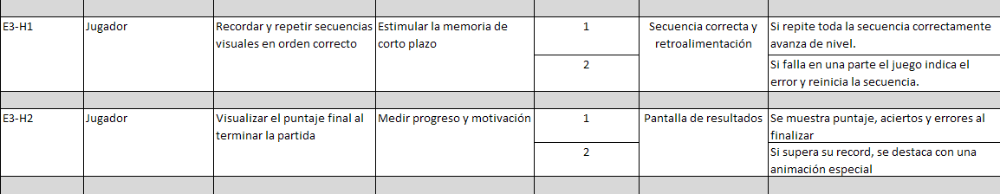 E3-H1
Jugador
Recordar y repetir secuencias
visuales en orden correcto
Estimular la memoria de
corto plazo
1
Secuencia correcta y
retroalimentación
Si repite toda la secuencia correctamente
avanza de nivel.
2
Si falla en una parte el juego indica el
error y reinicia la secuencia.
E3-H2
Jugador
Visualizar el puntaje final al
terminar la partida
Medir progreso y motivación
1
Pantalla de resultados
Se muestra puntaje, aciertos y errores al
finalizar
2
Si supera su record, se destaca con una
animación especial